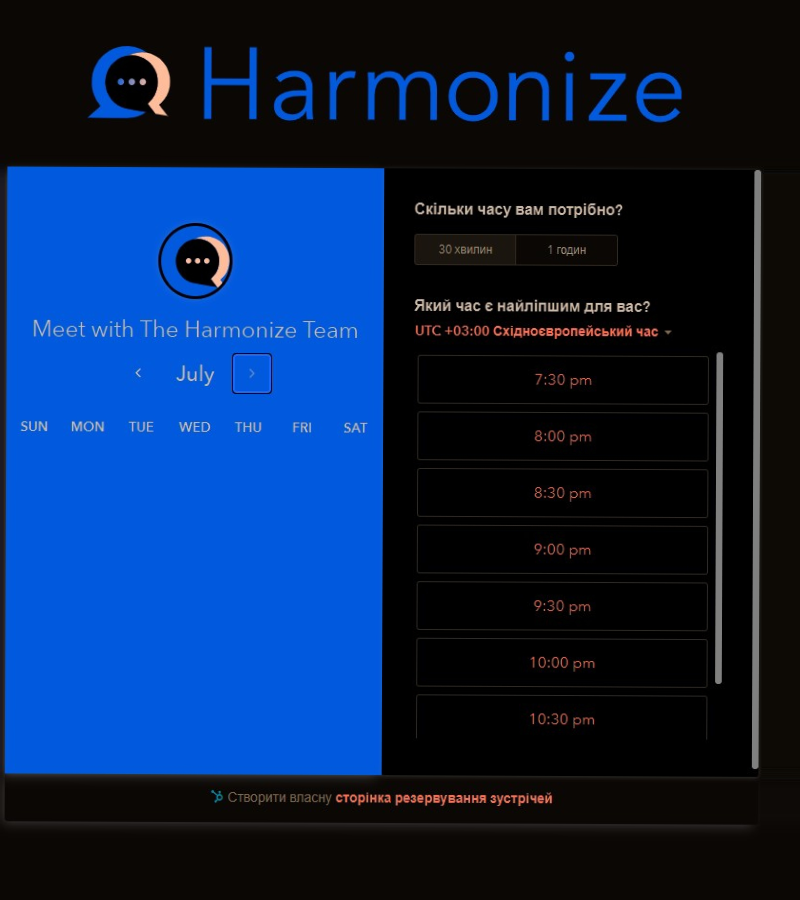 Harmonize
Meet with The Harmonize Team
July
SUN MON TUE WED THU FRI SAT
Скільки часу вам потрібно?
30 хвилин 1 годин
Який час є найліпшим для вас?
UTC +03:00 Східноєвропейський час
7:30 pm
8:00 pm
8:30 pm
9:00 pm
9:30 pm
10:00 pm
10:30 pm
Створити власну сторінка резервування зустрічей